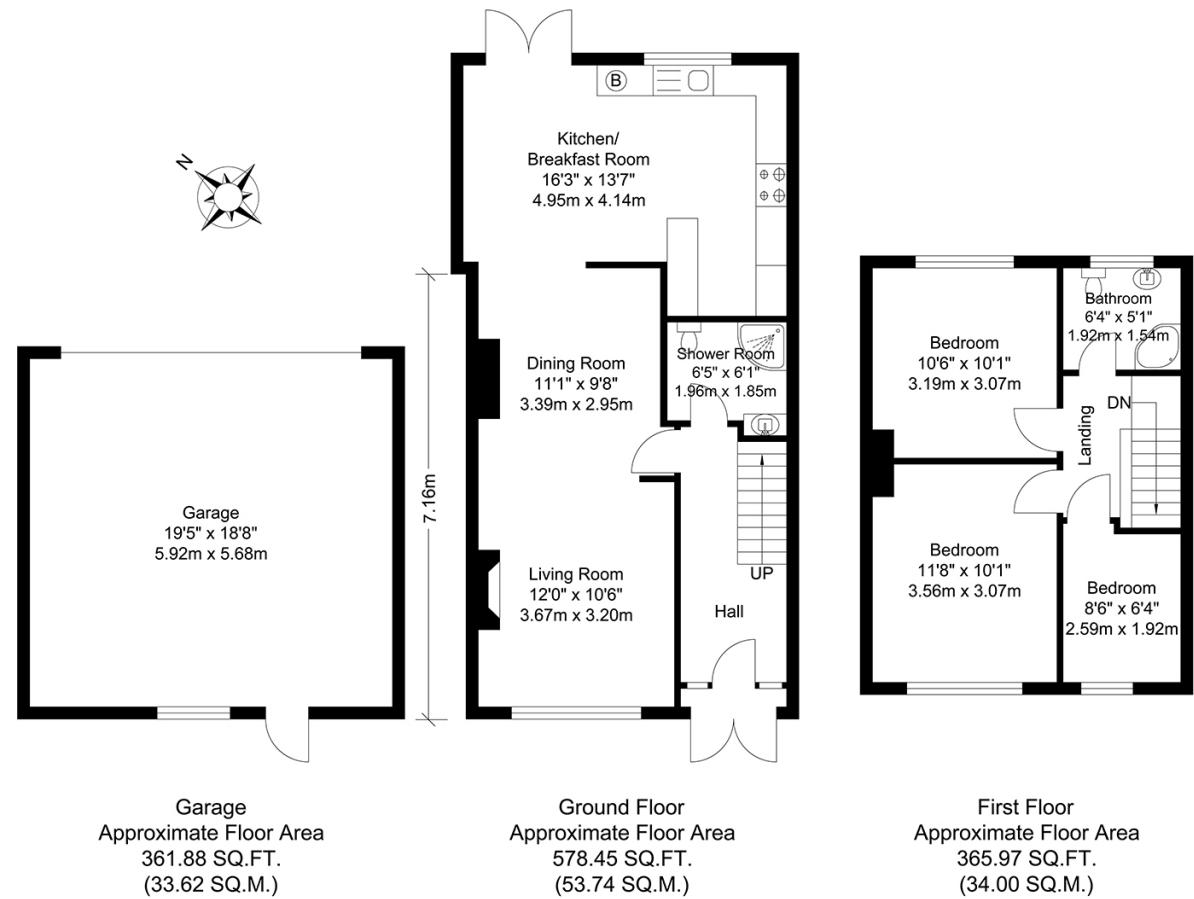 N
B
Kitchen/
Breakfast Room
16'3" x 13'7"
4.95m x 4.14m
Dining Room
11'1" x 9'8"
3.39m x 2.95m
Shower Room
6'5" x 6'1"
1.96m x 1.85m
7.16m
Living Room
12'0" x 10'6"
3.67m x 3.20m
UP
Hall
Garage
19'5" x 18'8"
5.92m x 5.68m
Bedroom
10'6" x 10'1"
3.19m x 3.07m
Bathroom
6'4" x 5'1"
1.92m x 1.54m
DN
Landing
Bedroom
11'8" x 10'1"
3.56m x 3.07m
Bedroom
8'6" x 6'4"
2.59m x 1.92m
Garage
Approximate Floor Area
361.88 SQ.FT.
(33.62 SQ.M.)
Ground Floor
Approximate Floor Area
578.45 SQ.FT.
(53.74 SQ.M.)
First Floor
Approximate Floor Area
365.97 SQ.FT.
(34.00 SQ.M.)